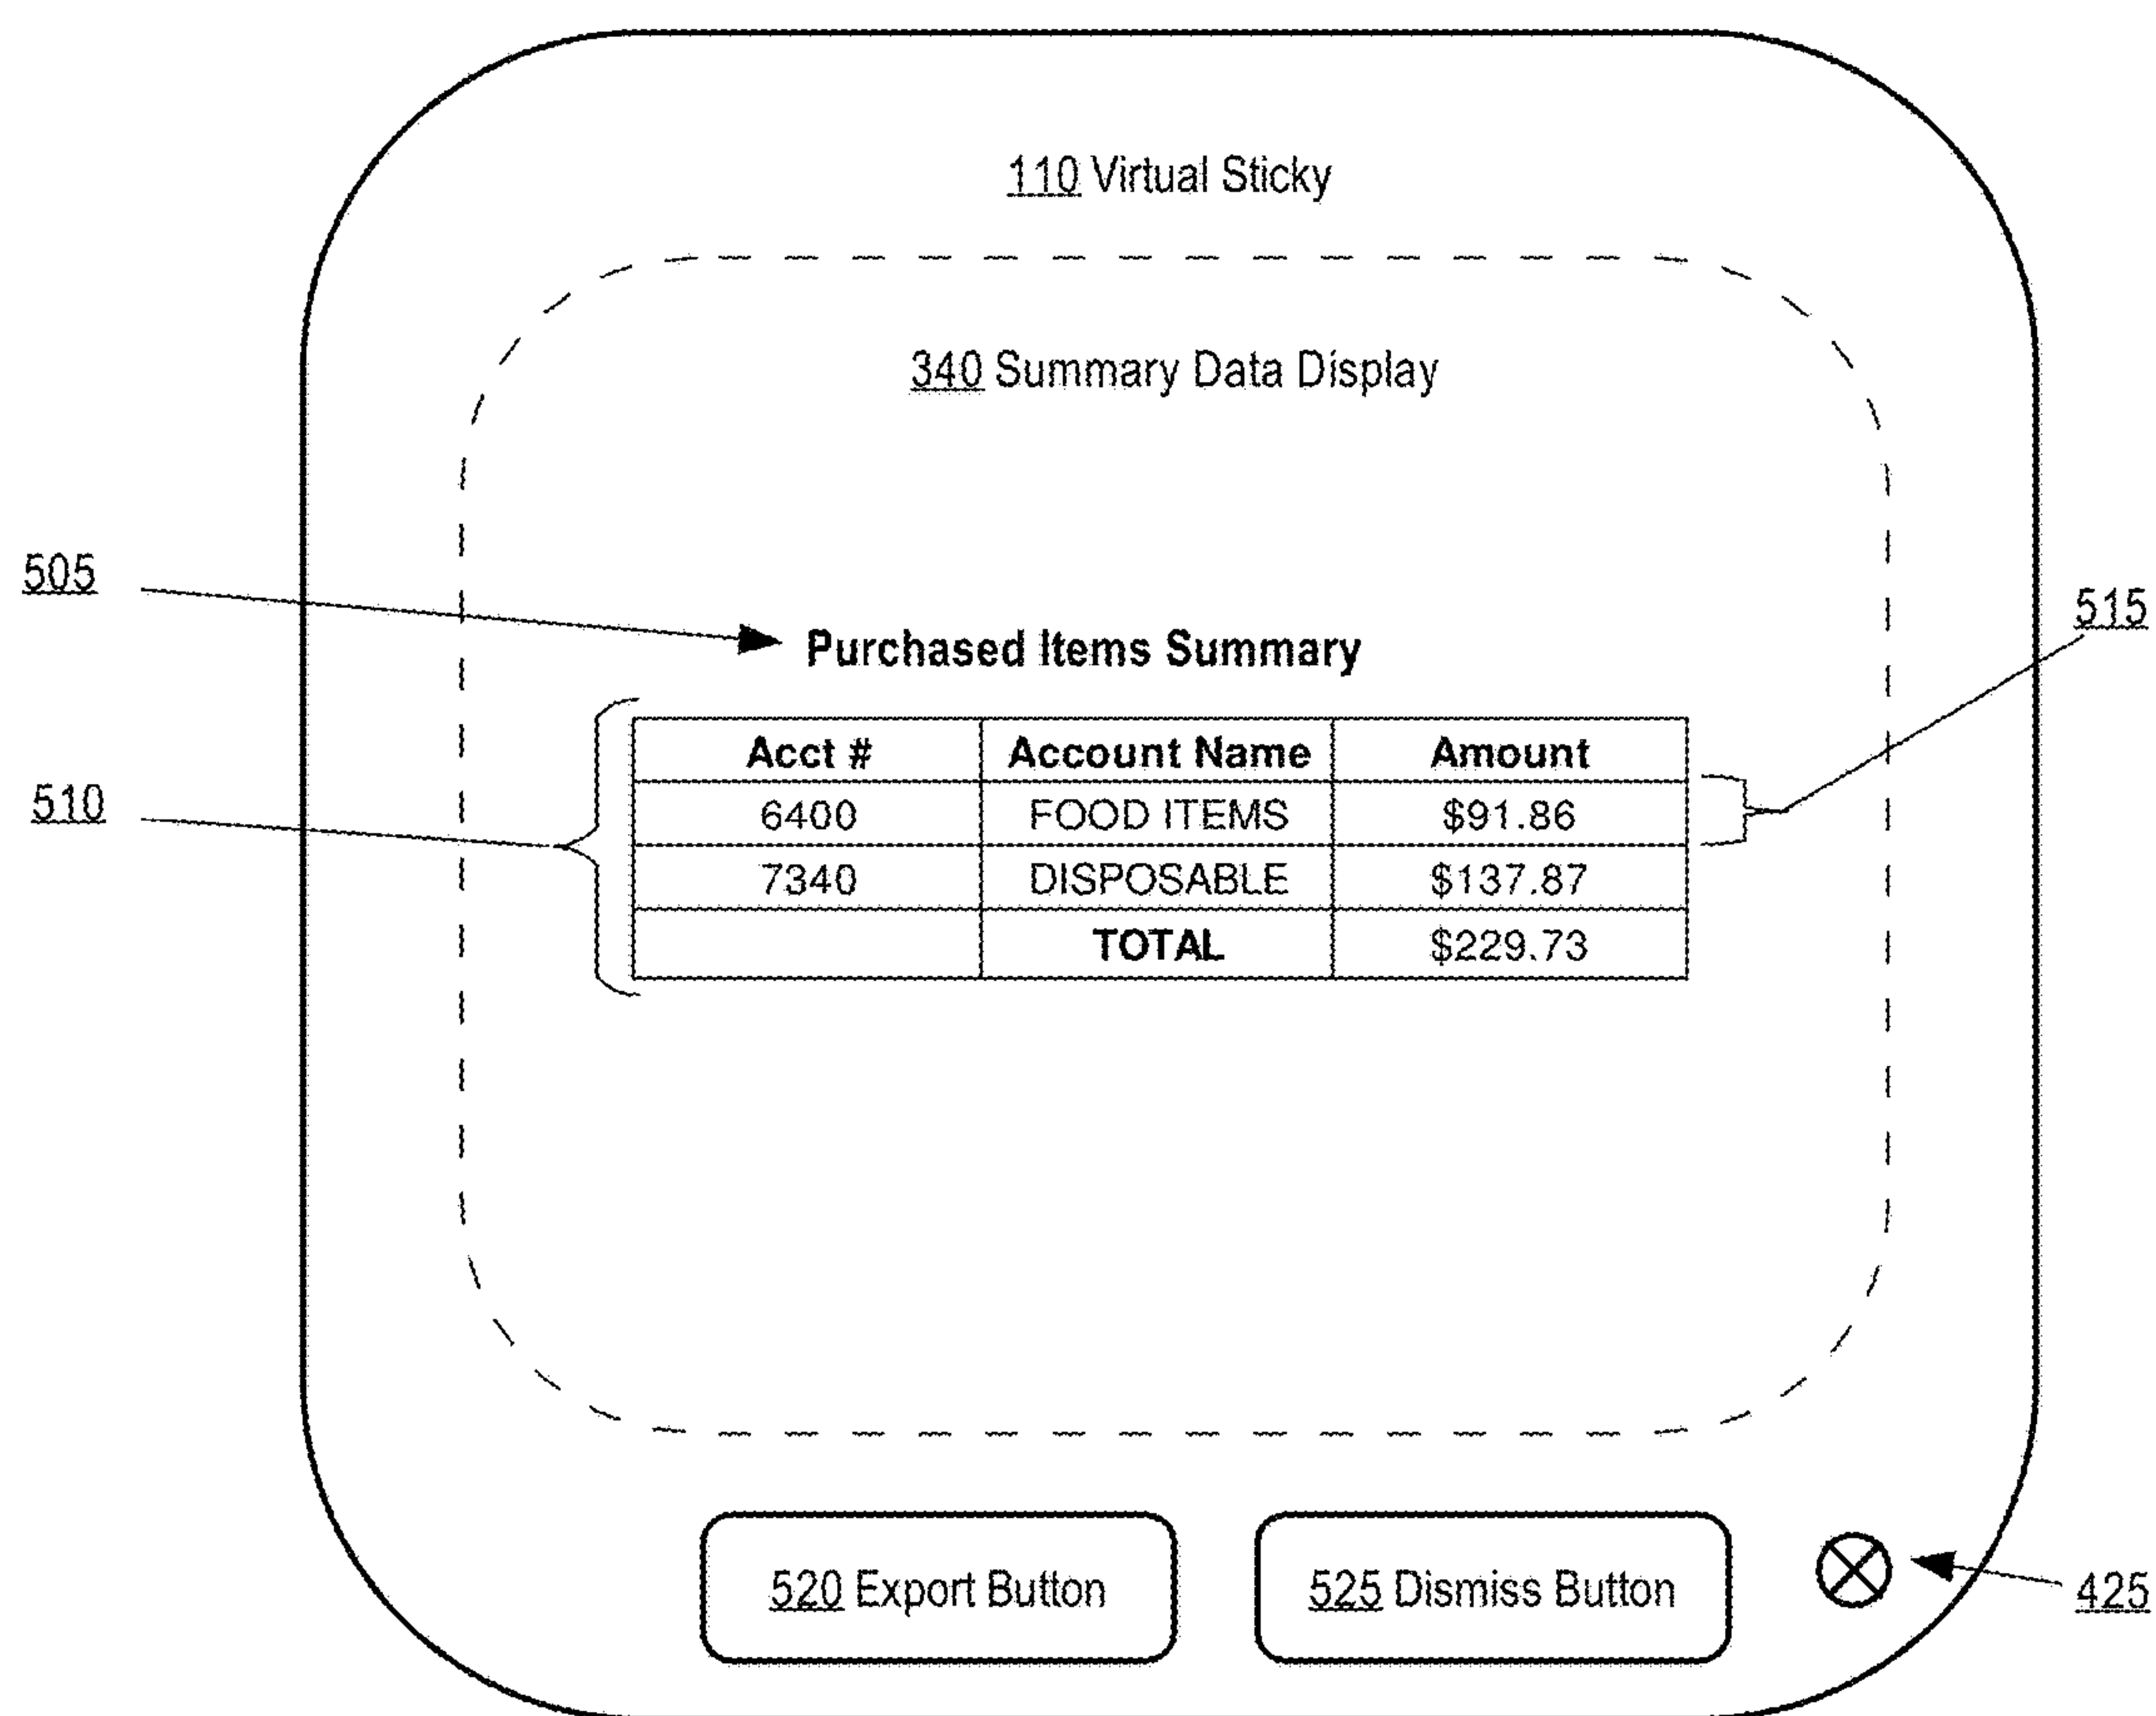 110 Virtual Sticky
340 Summary Data Display
505
515
Purchased Items Summary
510
Acct # Account Name Amount
6400 FOOD ITEMS $91.86
7340 DISPOSABLE $137.87
TOTAL $229.73
520 Export Button 525 Dismiss Button
425